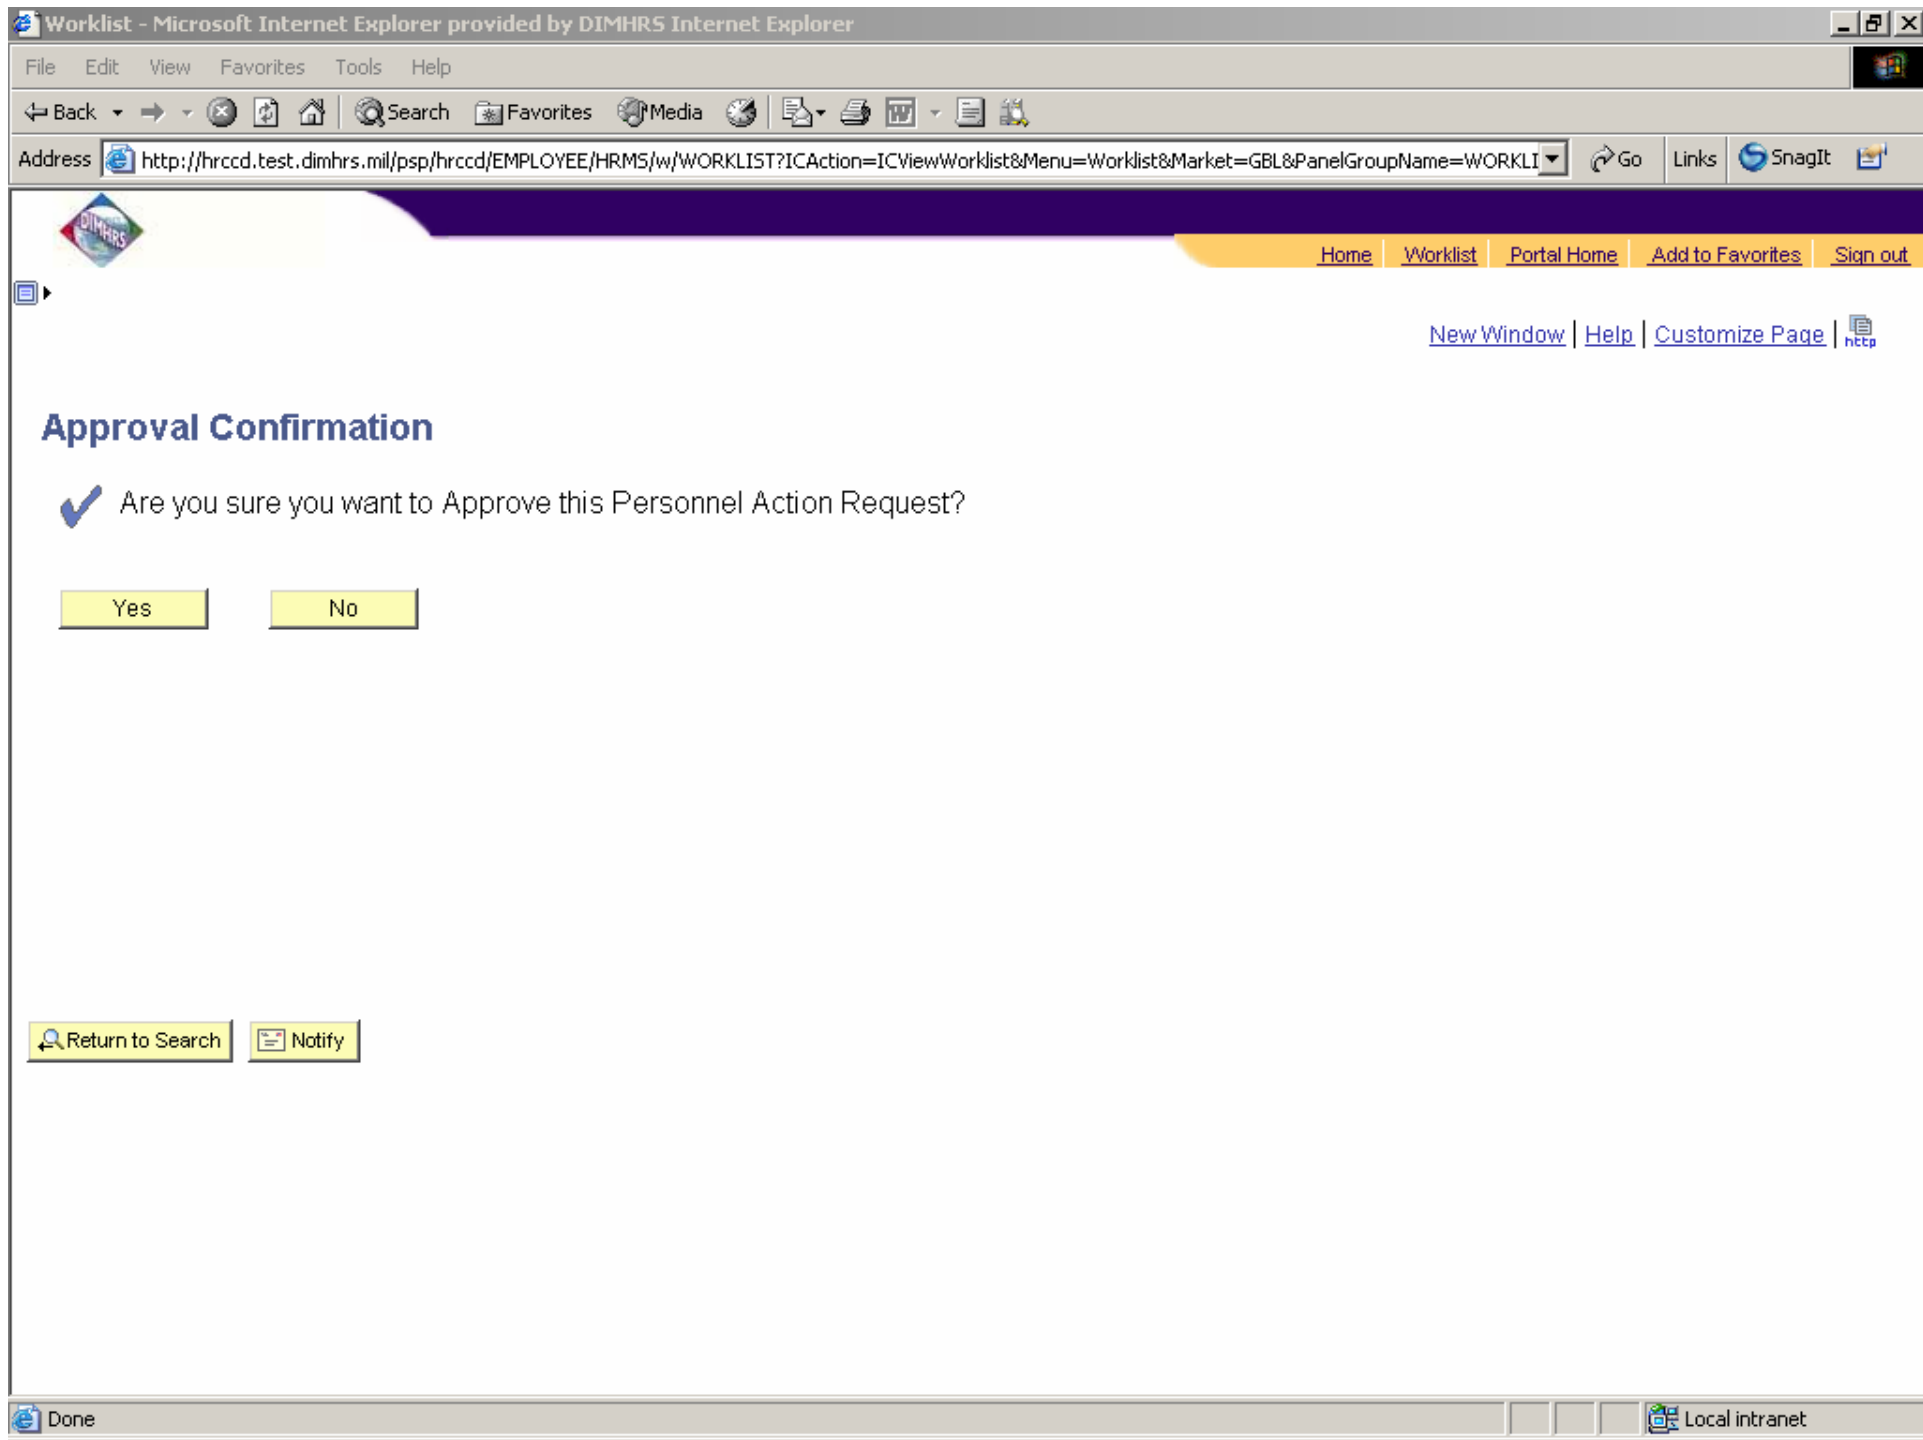 Worklist - Microsoft Internet Explorer provided by DIMHRS Internet Explorer
File Edit View Favorites Tools Help
Back Search Favorites Media
Address http://hrccd.test.dimhrs.mil/psp/hrccd/EMPLOYEE/HRMS/w/WORKLIST?ICAction=ICViewWorklist&Menu=Worklist&Market=GBL&PanelGroupName=WORKLI Go Links SnagIt
DIMHRS
Home Worklist Portal Home Add to Favorites Sign out
New Window | Help | Customize Page | http
Approval Confirmation
Are you sure you want to Approve this Personnel Action Request?
Yes No
Return to Search Notify
Done Local intranet